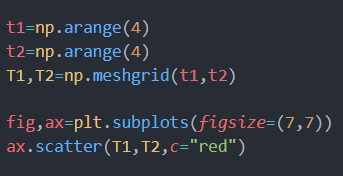 t1=np.arange(4)
t2=np.arange(4)
T1,T2=np.meshgrid(t1,t2)
fig,ax=plt.subplots(figsize=(7,7))
ax.scatter(T1,T2,c="red")